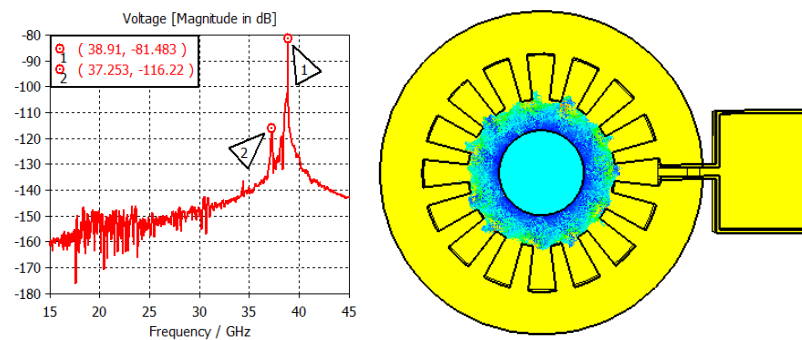 Voltage [Magnitude in dB]
-80
-90
-100
-110
-120
-130
-140
-150
-160
-170
-180
1 ( 38.91, -81.483 )
2 ( 37.253, -116.22 )
1
2
15 20 25 30 35 40 45
Frequency / GHz